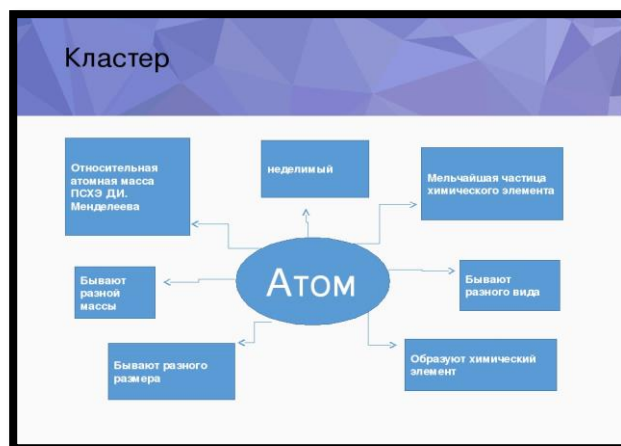 Кластер
Относительная
атомная масса
ПСХЭ ДИ.
Менделеева
неделимый
Мельчайшая частица
химического элемента
Атом
Бывают
разной
массы
Бывают
разного вида
Бывают разного
размера
Образуют химический
элемент